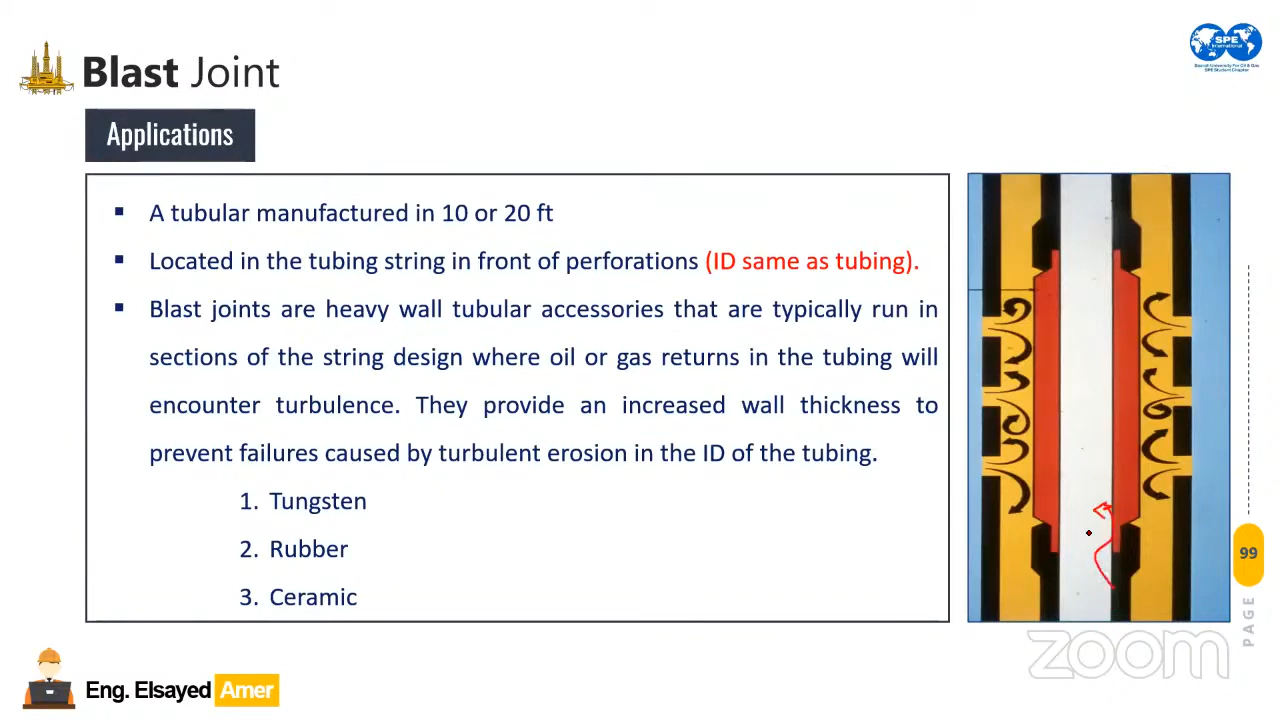 Blast Joint
SPE
International
Applications
▪ A tubular manufactured in 10 or 20 ft
▪ Located in the tubing string in front of perforations (ID same as tubing).
▪ Blast joints are heavy wall tubular accessories that are typically run in
sections of the string design where oil or gas returns in the tubing will
encounter turbulence. They provide an increased wall thickness to
prevent failures caused by turbulent erosion in the ID of the tubing.
1. Tungsten
2. Rubber
3. Ceramic
99
PAGE
zoom
Eng. Elsayed Amer